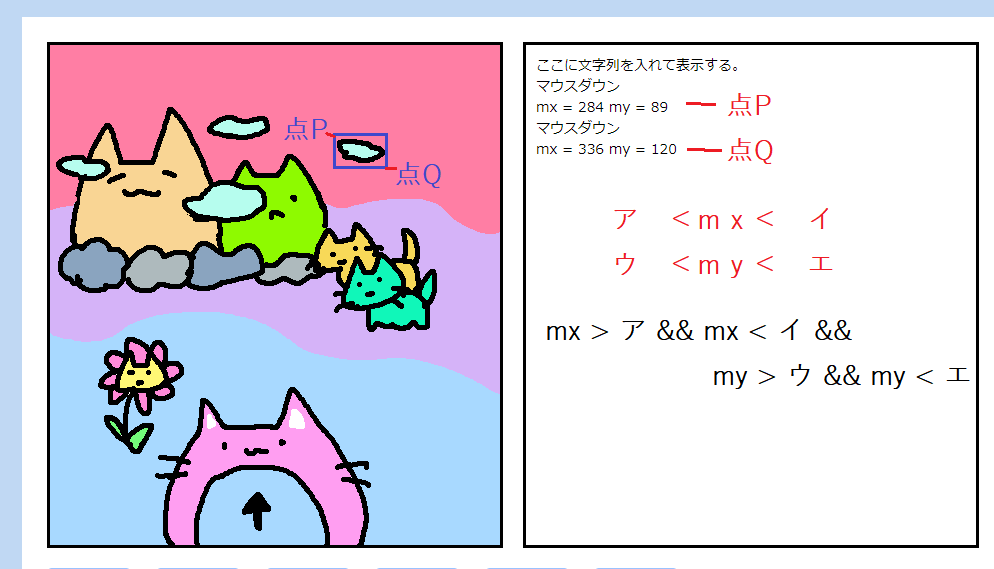 点P
点Q
ここに文字列を入れて表示する。
マウスダウン
mx = 284 my = 89 ― 点P
マウスダウン
mx = 336 my = 120 ― 点Q
ア < m x < イ
ウ < m y < エ
mx > ア && mx < イ &&
my > ウ && my < エ